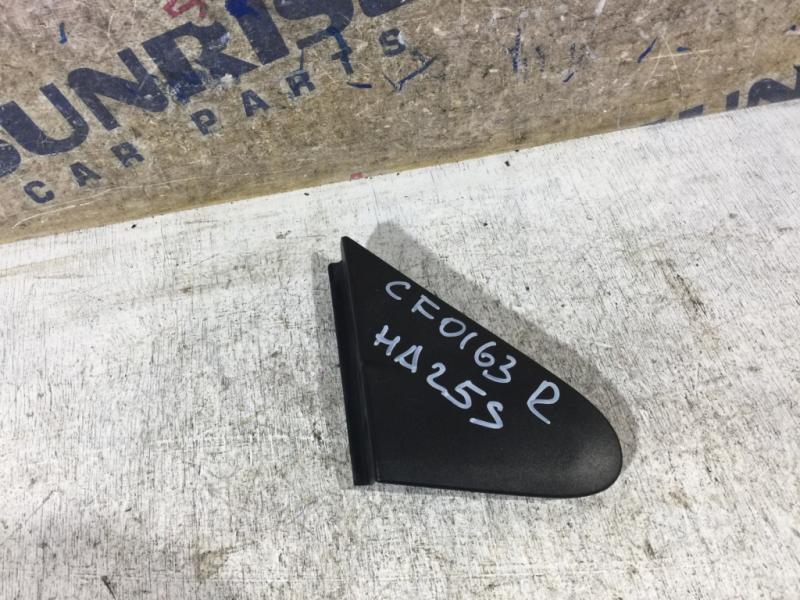 SUNRISE
CAR PARTS
CF0163 R
HA25S